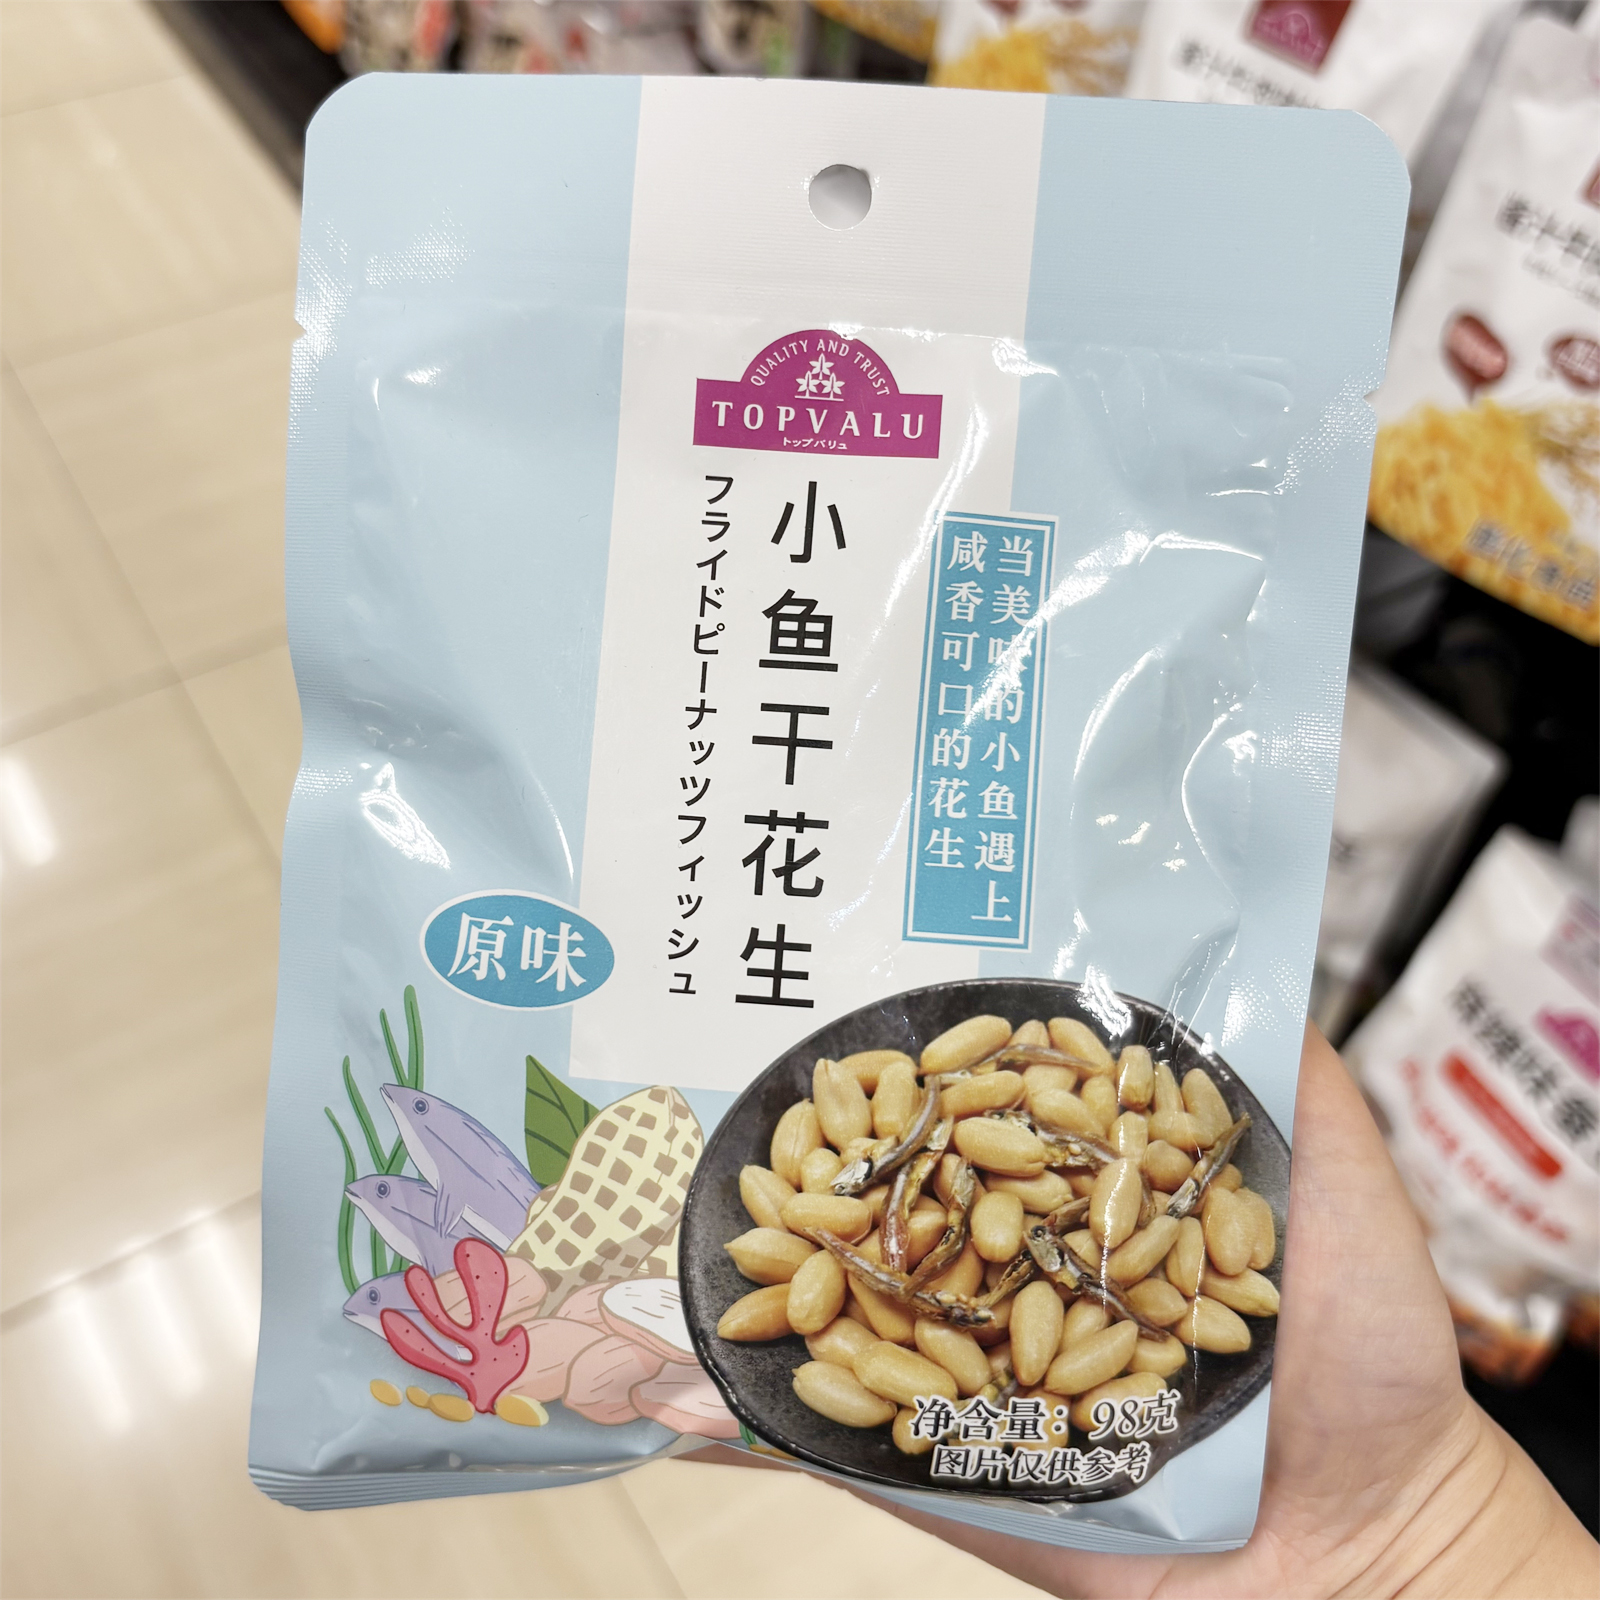 QUALITY AND TRUST
TOPVALU
トップバリュ
小鱼干花生
フライドピーナッツフィッシュ
当美味的小鱼遇上
咸香可口的花生
原味
净含量：98克
图片仅供参考